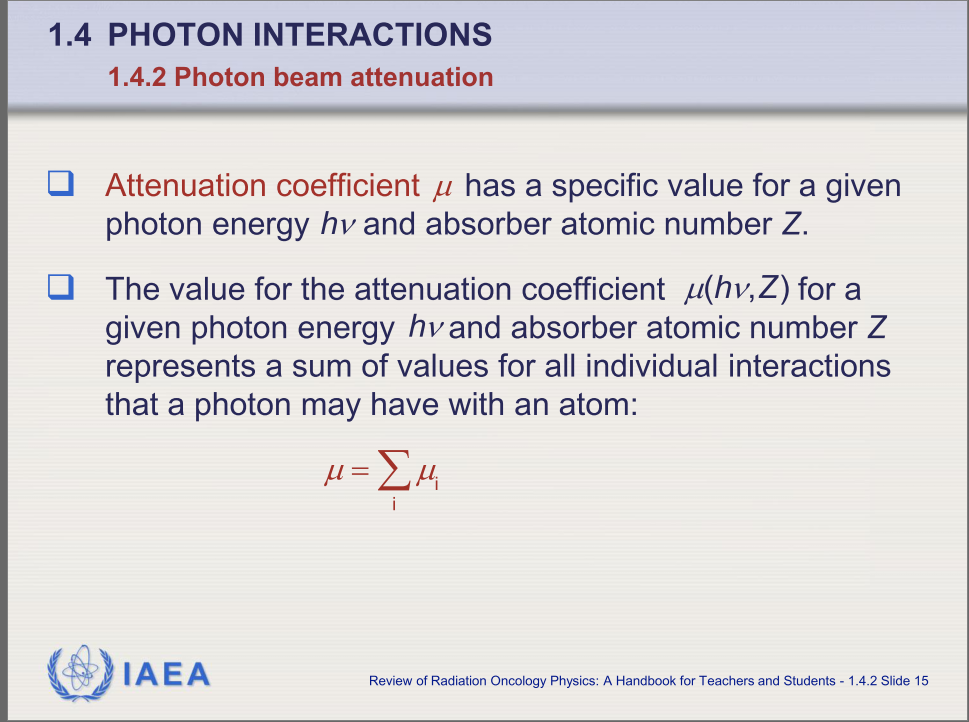 1.4 PHOTON INTERACTIONS
1.4.2 Photon beam attenuation
Attenuation coefficient μ has a specific value for a given
photon energy hν and absorber atomic number Z.
The value for the attenuation coefficient μ(hν,Z) for a
given photon energy hν and absorber atomic number Z
represents a sum of values for all individual interactions
that a photon may have with an atom:
μ = ∑ μi
i
IAEA
Review of Radiation Oncology Physics: A Handbook for Teachers and Students - 1.4.2 Slide 15